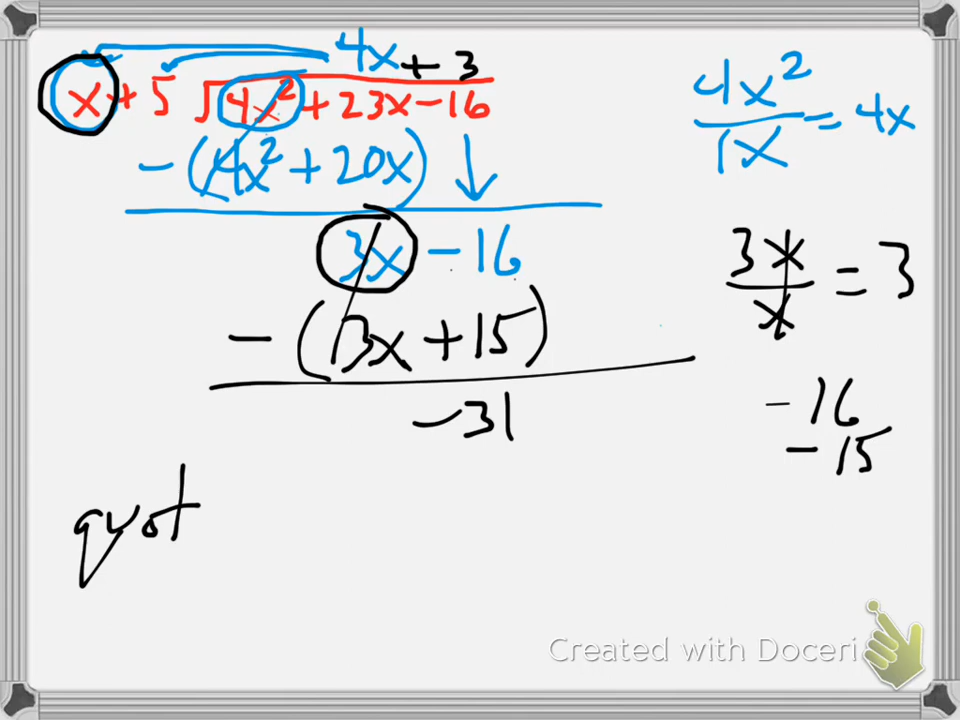 4x + 3
x + 5 √4x² + 23x - 16
- (4x² + 20x)
3x - 16
- (3x + 15)
- 31
quot
4x²/1x = 4x
3x/x = 3
- 16
- 15
Created with Doceri